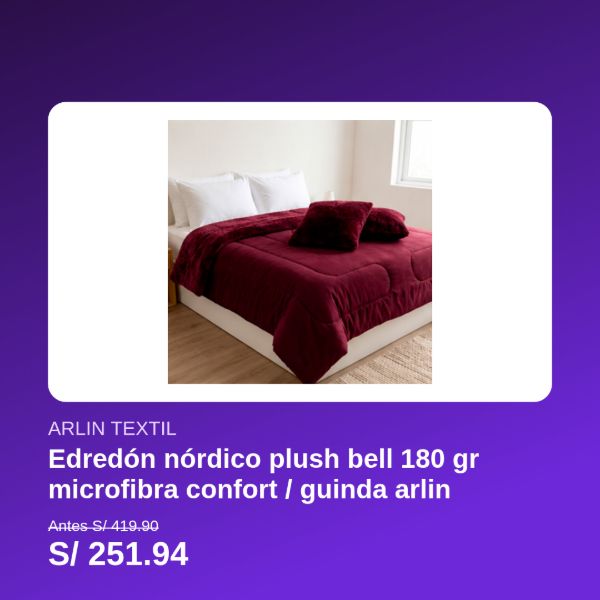 ARLIN TEXTIL
Edredón nórdico plush bell 180 gr
microfibra confort / guinda arlin
Antes S/ 419.90
S/ 251.94